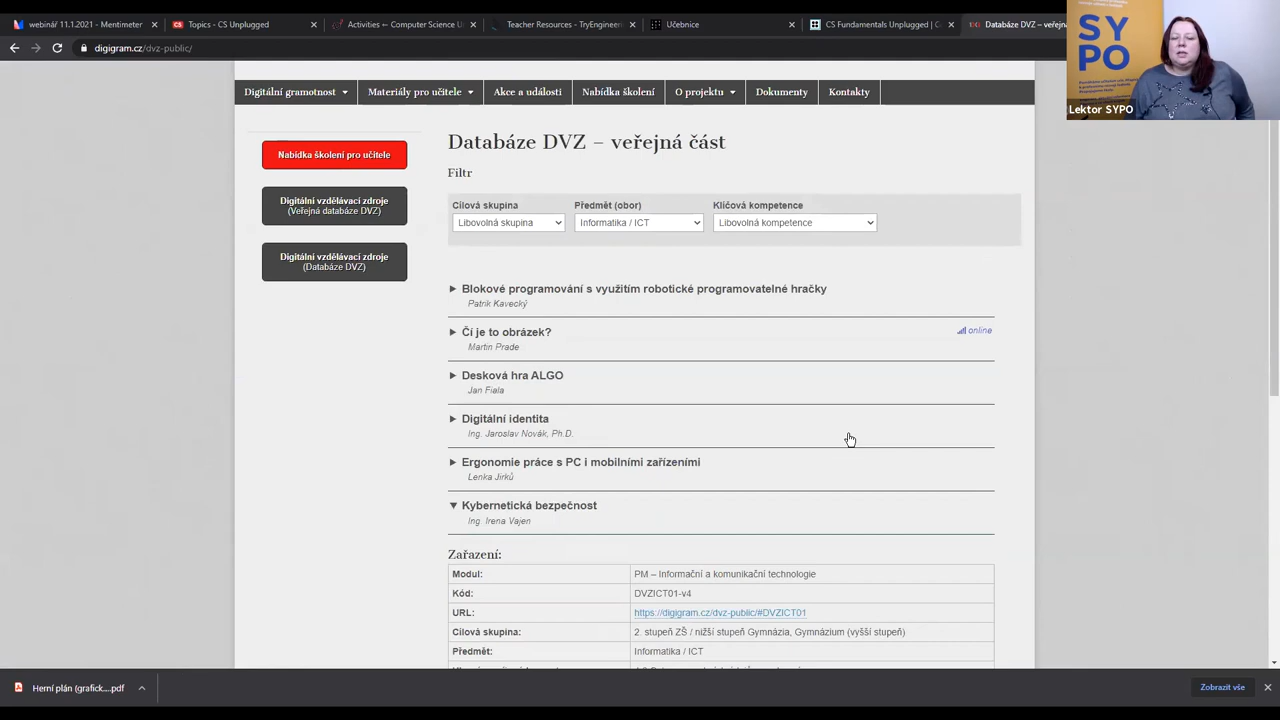 webinář 11.1.2021 - Mentimeter
Topics - CS Unplugged
Activities ← Computer Science U
Teacher Resources - TryEngineer
Učebnice
CS Fundamentals Unplugged | C
Databáze DVZ – veřejn
digigram.cz/dvz-public/
SY
PO
Lektor SYPO
Digitální gramotnost
Materiály pro učitele
Akce a události
Nabídka školení
O projektu
Dokumenty
Kontakty
Nabídka školení pro učitele
Digitální vzdělávací zdroje
(Veřejná databáze DVZ)
Digitální vzdělávací zdroje
(Databáze DVZ)
Databáze DVZ – veřejná část
Filtr
Cílová skupina
Předmět (obor)
Klíčová kompetence
Libovolná skupina
Informatika / ICT
Libovolná kompetence
Blokové programování s využitím robotické programovatelné hračky
Patrik Kavecký
Čí je to obrázek?
online
Martin Prade
Desková hra ALGO
Jan Fiala
Digitální identita
Ing. Jaroslav Novák, Ph.D.
Ergonomie práce s PC i mobilními zařízeními
Lenka Jirků
Kybernetická bezpečnost
Ing. Irena Vajen
Zařazení:
Modul: PM – Informační a komunikační technologie
Kód: DVZICT01-v4
URL: https://digigram.cz/dvz-public/#DVZICT01
Cílová skupina: 2. stupeň ZŠ / nižší stupeň Gymnázia, Gymnázium (vyšší stupeň)
Předmět: Informatika / ICT
Herní plán (grafick....pdf
Zobrazit vše